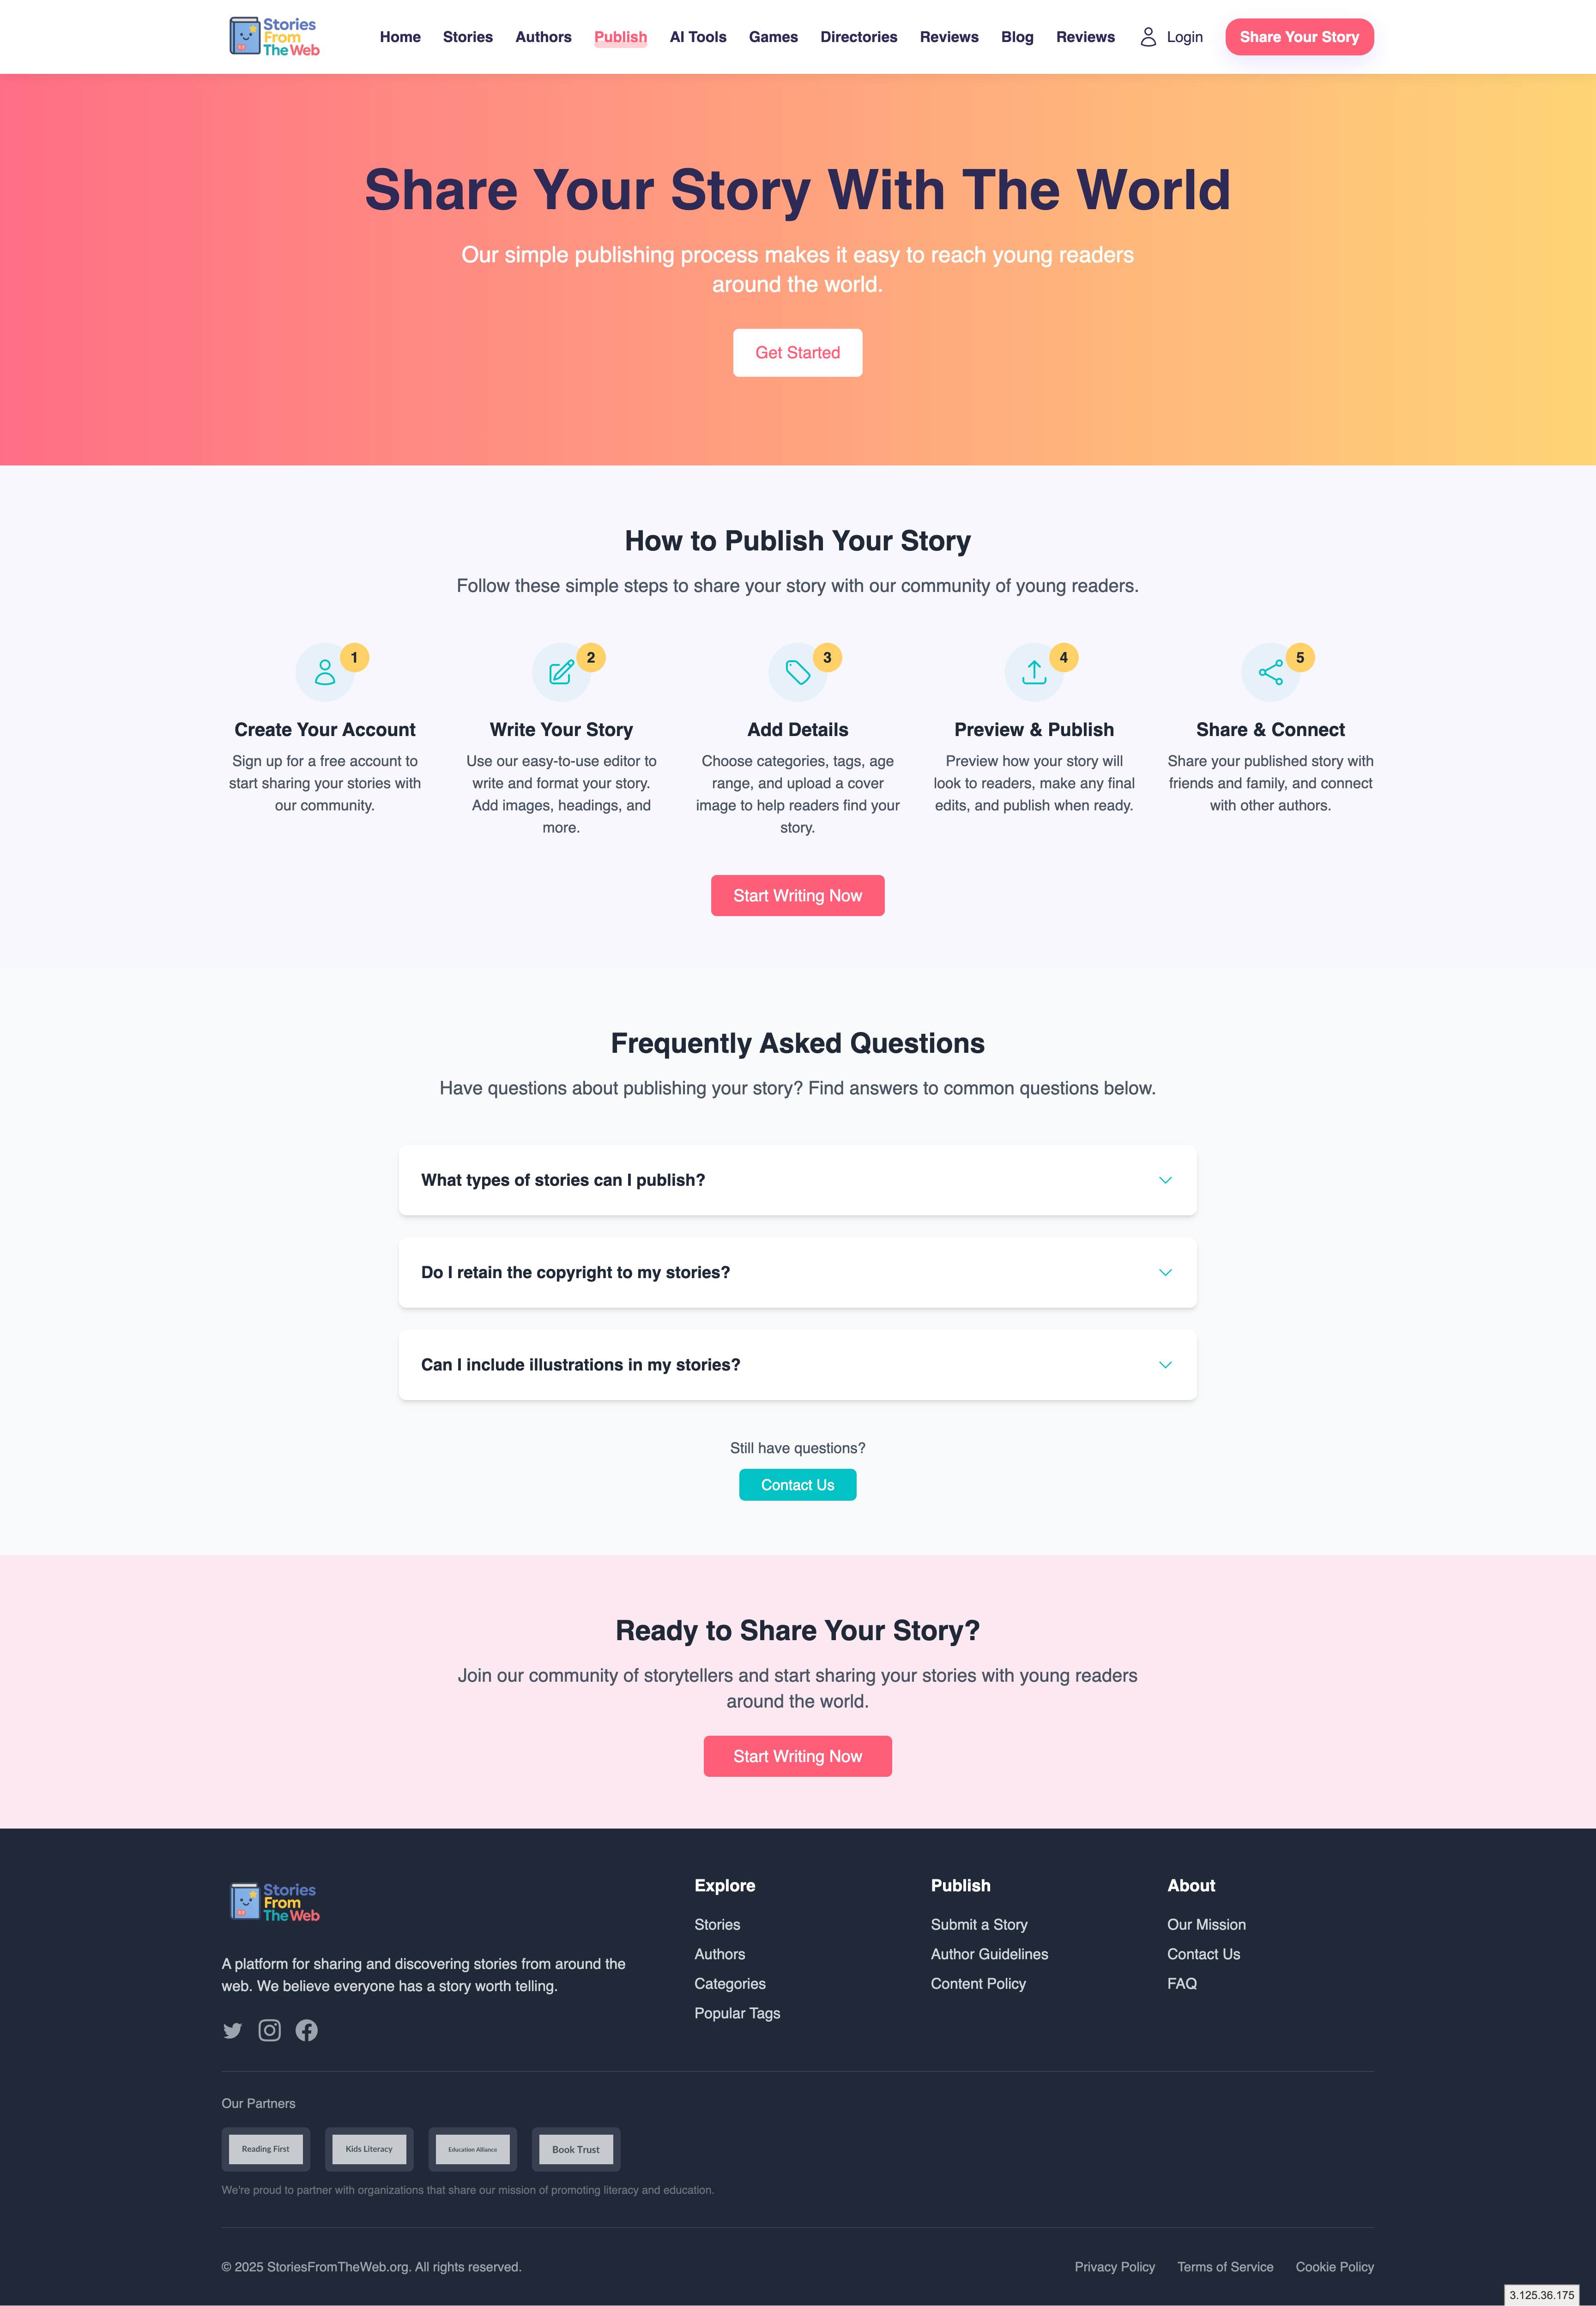 Stories
From
TheWeb
Home Stories Authors Publish AI Tools Games Directories Reviews Blog Reviews Login Share Your Story
Share Your Story With The World
Our simple publishing process makes it easy to reach young readers
around the world.
Get Started
How to Publish Your Story
Follow these simple steps to share your story with our community of young readers.
1
Create Your Account
Sign up for a free account to
start sharing your stories with
our community.
2
Write Your Story
Use our easy-to-use editor to
write and format your story.
Add images, headings, and
more.
3
Add Details
Choose categories, tags, age
range, and upload a cover
image to help readers find your
story.
4
Preview & Publish
Preview how your story will
look to readers, make any final
edits, and publish when ready.
5
Share & Connect
Share your published story with
friends and family, and connect
with other authors.
Start Writing Now
Frequently Asked Questions
Have questions about publishing your story? Find answers to common questions below.
What types of stories can I publish?
Do I retain the copyright to my stories?
Can I include illustrations in my stories?
Still have questions?
Contact Us
Ready to Share Your Story?
Join our community of storytellers and start sharing your stories with young readers
around the world.
Start Writing Now
Stories
From
TheWeb
A platform for sharing and discovering stories from around the
web. We believe everyone has a story worth telling.
Explore
Stories
Authors
Categories
Popular Tags
Publish
Submit a Story
Author Guidelines
Content Policy
About
Our Mission
Contact Us
FAQ
Our Partners
Reading First
Kids Literacy
Education Alliance
Book Trust
We're proud to partner with organizations that share our mission of promoting literacy and education.
© 2025 StoriesFromTheWeb.org. All rights reserved.
Privacy Policy Terms of Service Cookie Policy
3.125.36.175